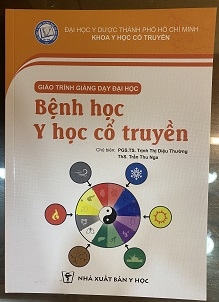 ĐẠI HỌC Y DƯỢC THÀNH PHỐ HỒ CHÍ MINH
KHOA Y HỌC CỔ TRUYỀN
GIÁO TRÌNH GIẢNG DẠY ĐẠI HỌC
Bệnh học
Y học cổ truyền
Chủ biên: PGS.TS. Trịnh Thị Diệu Thường
ThS. Trần Thu Nga
NHÀ XUẤT BẢN Y HỌC